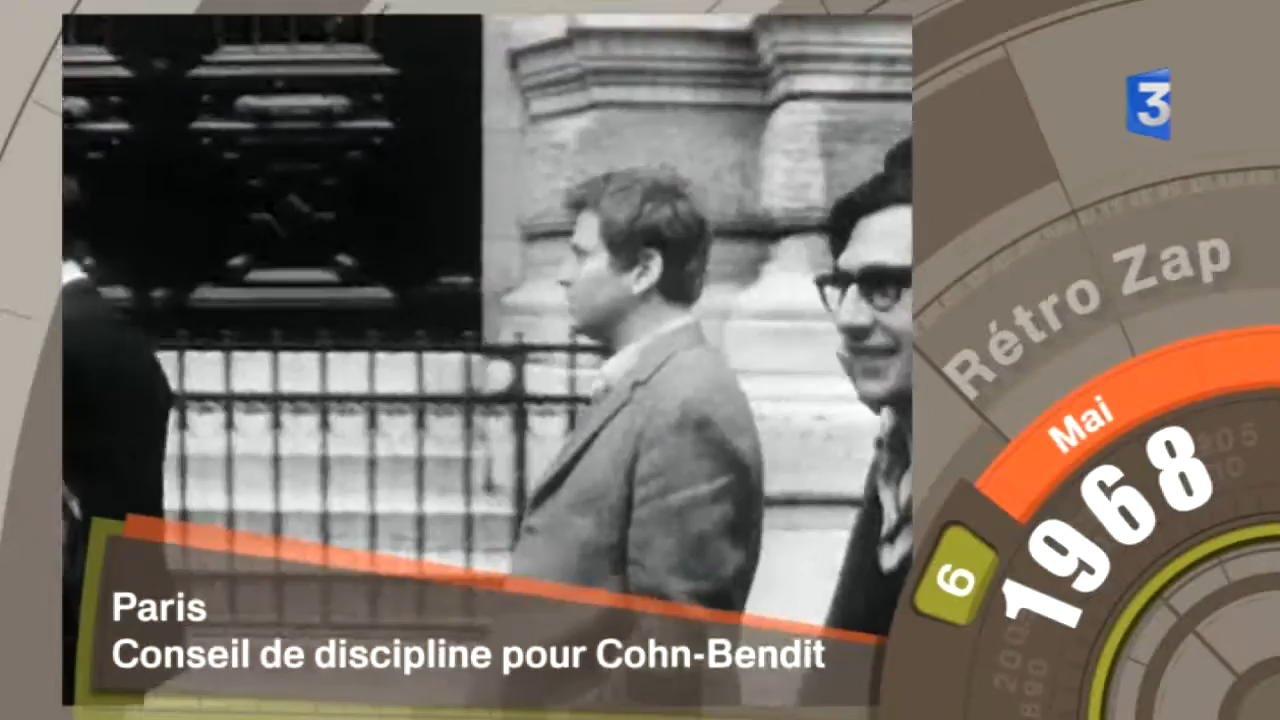 3
Rétro Zap
Mai
1968
6
Paris
Conseil de discipline pour Cohn-Bendit